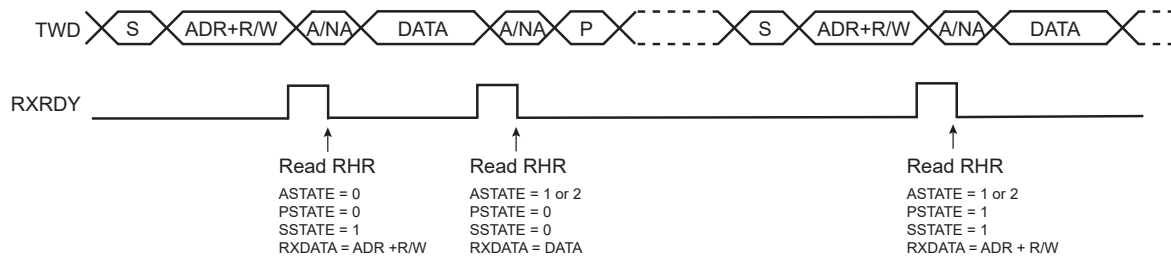 TWD S ADR+R/W A/NA DATA A/NA P S ADR+R/W A/NA DATA
RXRDY
Read RHR Read RHR Read RHR
ASTATE = 0 ASTATE = 1 or 2 ASTATE = 1 or 2
PSTATE = 0 PSTATE = 0 PSTATE = 1
SSTATE = 1 SSTATE = 0 SSTATE = 1
RXDATA = ADR +R/W RXDATA = DATA RXDATA = ADR + R/W